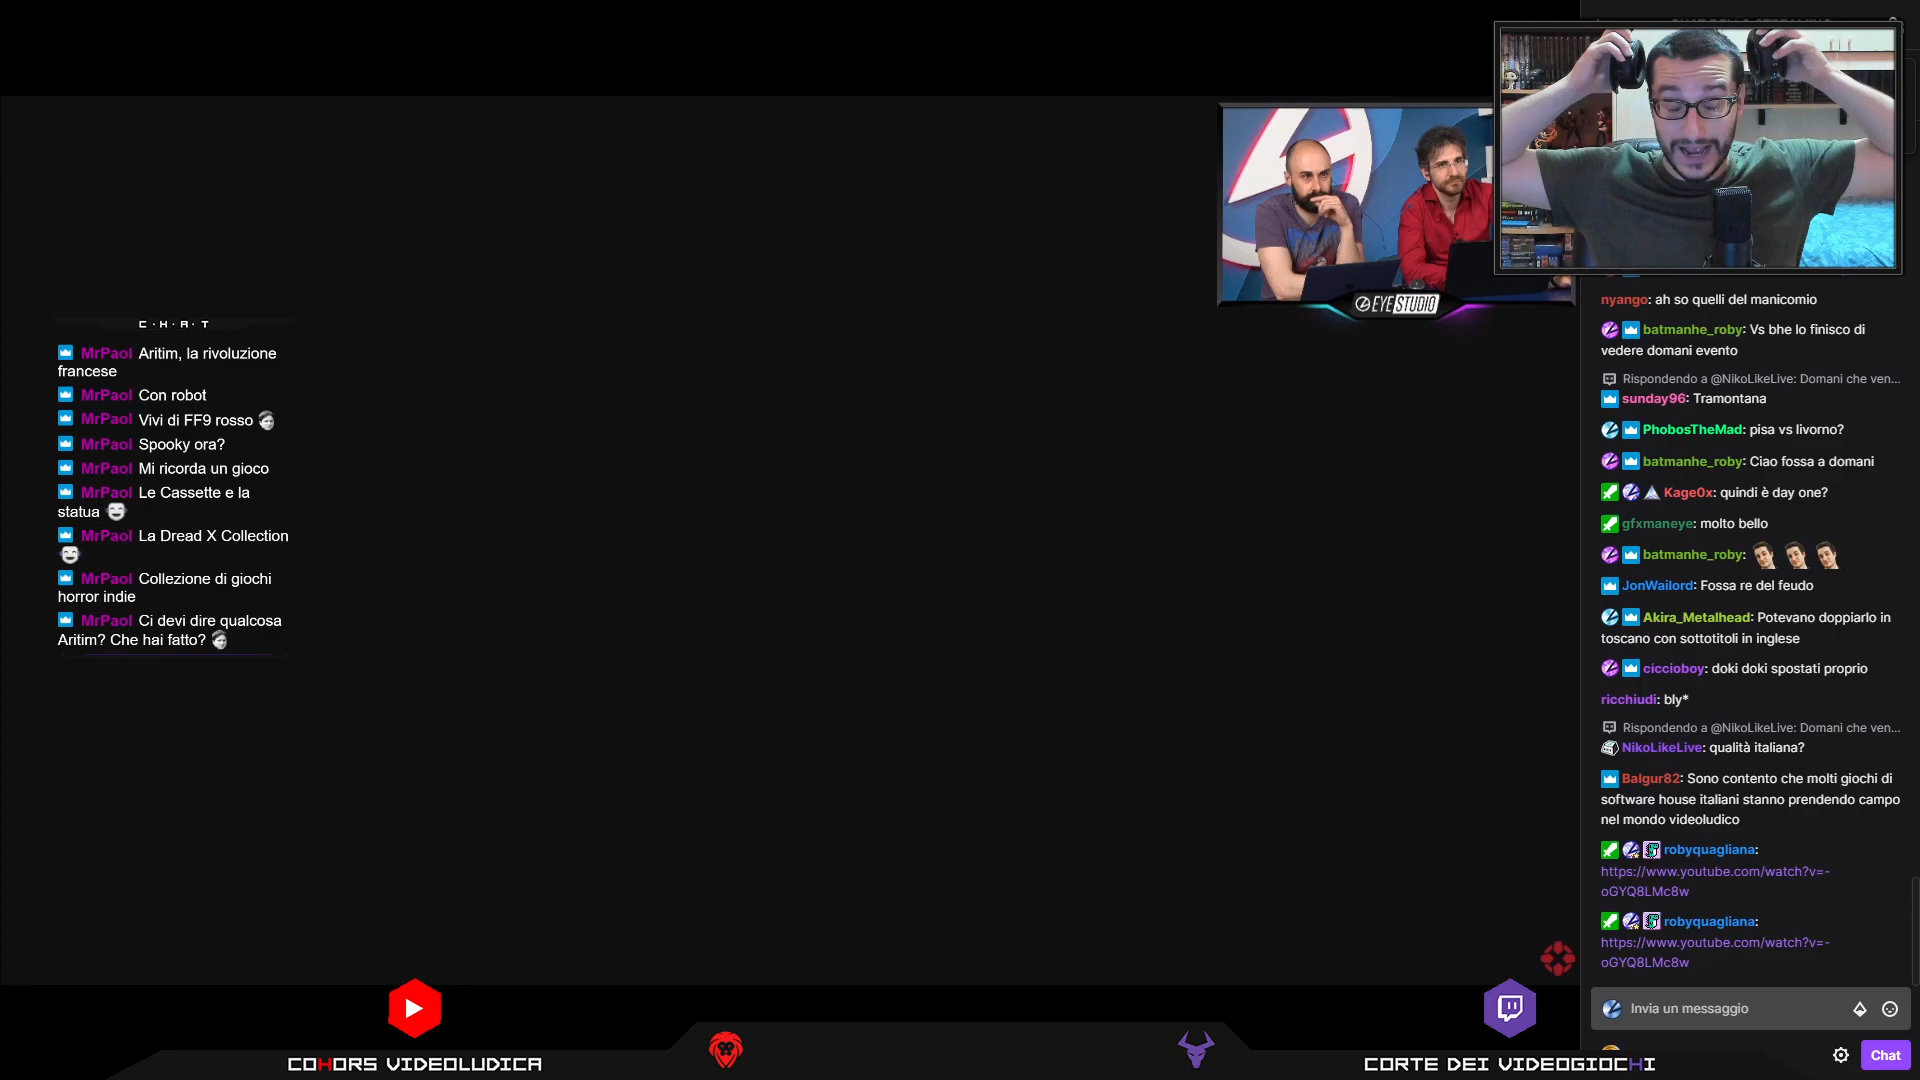 C·H·A·T
MrPaol Aritim, la rivoluzione
francese
MrPaol Con robot
MrPaol Vivi di FF9 rosso
MrPaol Spooky ora?
MrPaol Mi ricorda un gioco
MrPaol Le Cassette e la
statua
MrPaol La Dread X Collection
MrPaol Collezione di giochi
horror indie
MrPaol Ci devi dire qualcosa
Aritim? Che hai fatto?
EYESTUDIO
nyango: ah so quelli del manicomio
batmanhe_roby: Vs bhe lo finisco di
vedere domani evento
Rispondendo a @NikoLikeLive: Domani che ven...
sunday96: Tramontana
PhobosTheMad: pisa vs livorno?
batmanhe_roby: Ciao fossa a domani
Kage0x: quindi è day one?
gfxmaneye: molto bello
batmanhe_roby:
JonWailord: Fossa re del feudo
Akira_Metalhead: Potevano doppiarlo in
toscano con sottotitoli in inglese
ciccioboy: doki doki spostati proprio
ricchiudi: bly*
Rispondendo a @NikoLikeLive: Domani che ven...
NikoLikeLive: qualità italiana?
Balgur82: Sono contento che molti giochi di
software house italiani stanno prendendo campo
nel mondo videoludico
robyquagliana:
https://www.youtube.com/watch?v=-
oGYQ8LMc8w
robyquagliana:
https://www.youtube.com/watch?v=-
oGYQ8LMc8w
Invia un messaggio
Chat
COHORS VIDEOLUDICA
CORTE DEI VIDEOGIOCHI